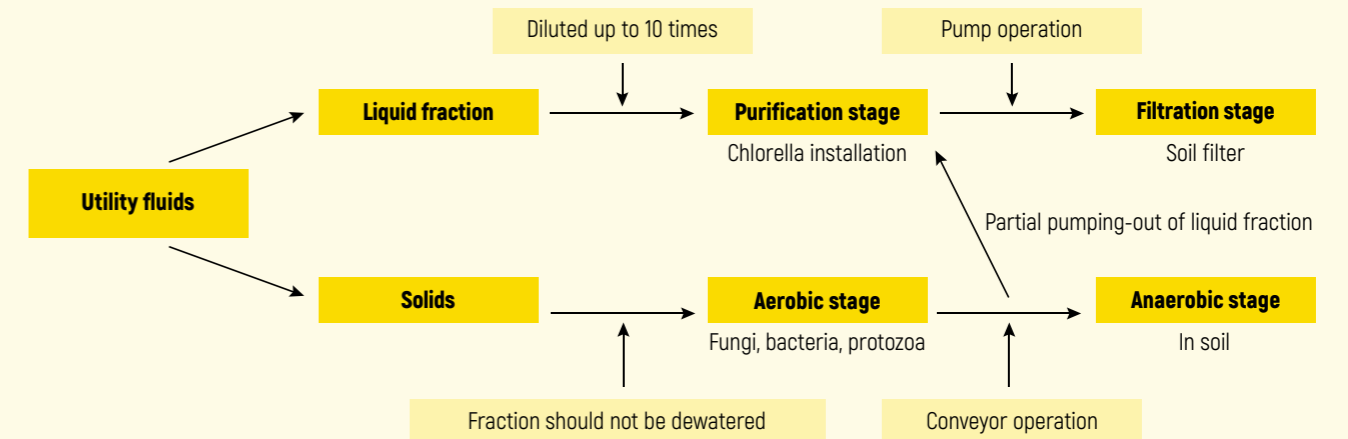 Diluted up to 10 times
Pump operation
Liquid fraction
Purification stage
Filtration stage
Chlorella installation
Soil filter
Utility fluids
Partial pumping-out of liquid fraction
Solids
Aerobic stage
Anaerobic stage
Fungi, bacteria, protozoa
In soil
Fraction should not be dewatered
Conveyor operation